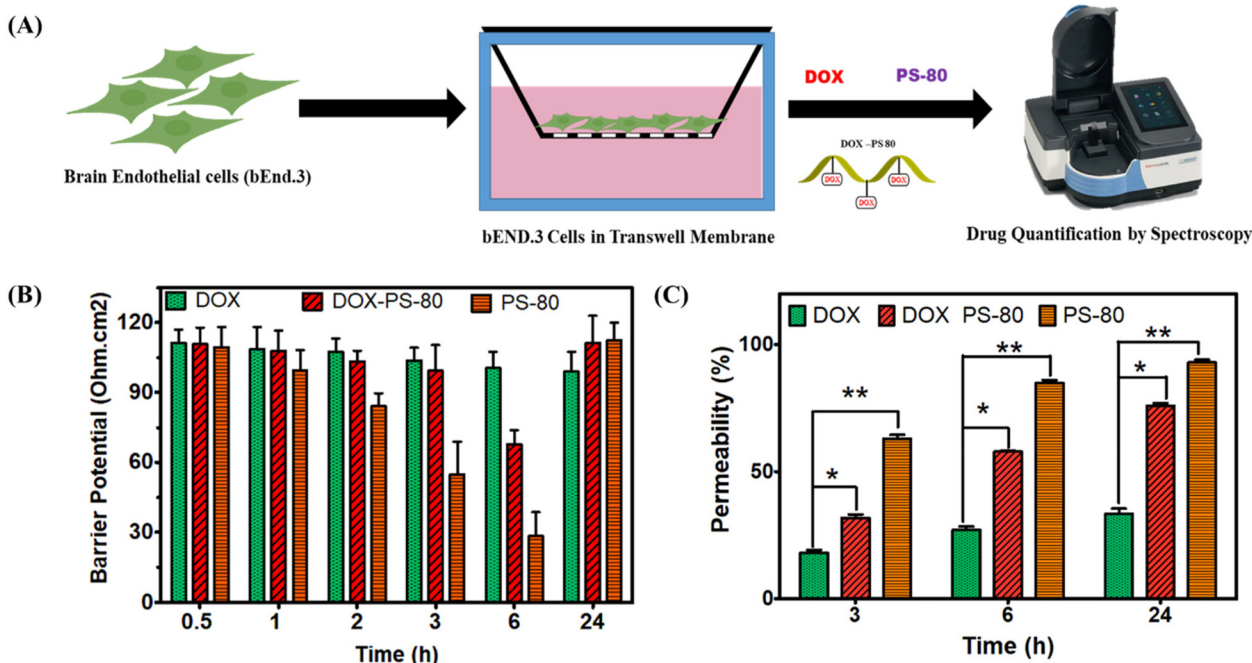 (A)
Brain Endothelial cells (bEnd.3)
bEND.3 Cells in Transwell Membrane
DOX PS-80
DOX –PS 80
DOX DOX
DOX
Drug Quantification by Spectroscopy
(B)
DOX DOX-PS-80 PS-80
Barrier Potential (Ohm.cm2)
120
90
60
30
0
0.5 1 2 3 6 24
Time (h)
(C)
DOX DOX PS-80 PS-80
Permeability (%)
100
50
0
** * ** * ** *
3 6 24
Time (h)